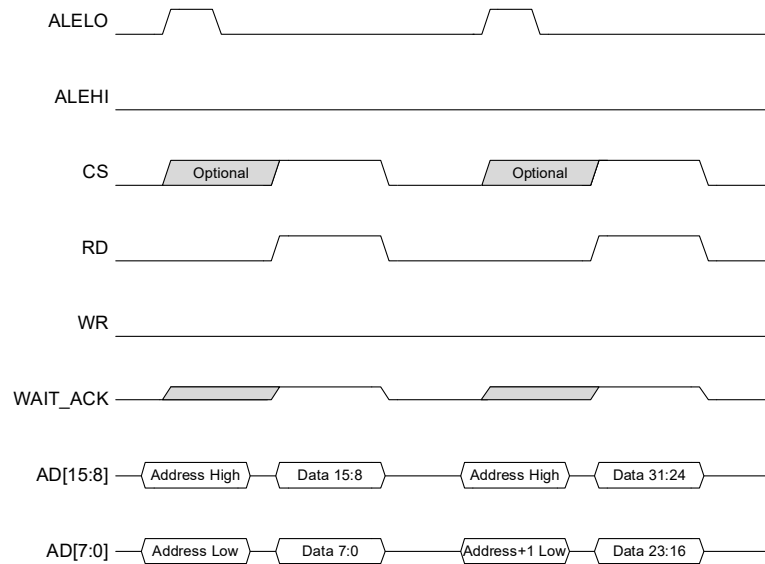 ALELO
ALEHI
CS Optional Optional
RD
WR
WAIT_ACK
AD[15:8] Address High Data 15:8 Address High Data 31:24
AD[7:0] Address Low Data 7:0 Address+1 Low Data 23:16